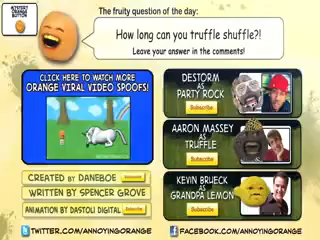 MYSTERY
ORANGE
BUTTON
The fruity question of the day:
How long can you truffle shuffle?!
Leave your answer in the comments!
CLICK HERE TO WATCH MORE
ORANGE VIRAL VIDEO SPOOFS!
DESTORM
AS
PARTY ROCK
Subscribe
AARON MASSEY
AS
TRUFFLE
Subscribe
KEVIN BRUECK
AS
GRANDPA LEMON
Subscribe
CREATED BY DANEBOE
WRITTEN BY SPENCER GROVE
ANIMATION BY DASTOLI DIGITAL
TWITTER.COM/ANNOYINGORANGE
FACEBOOK.COM/ANNOYINGORANGE